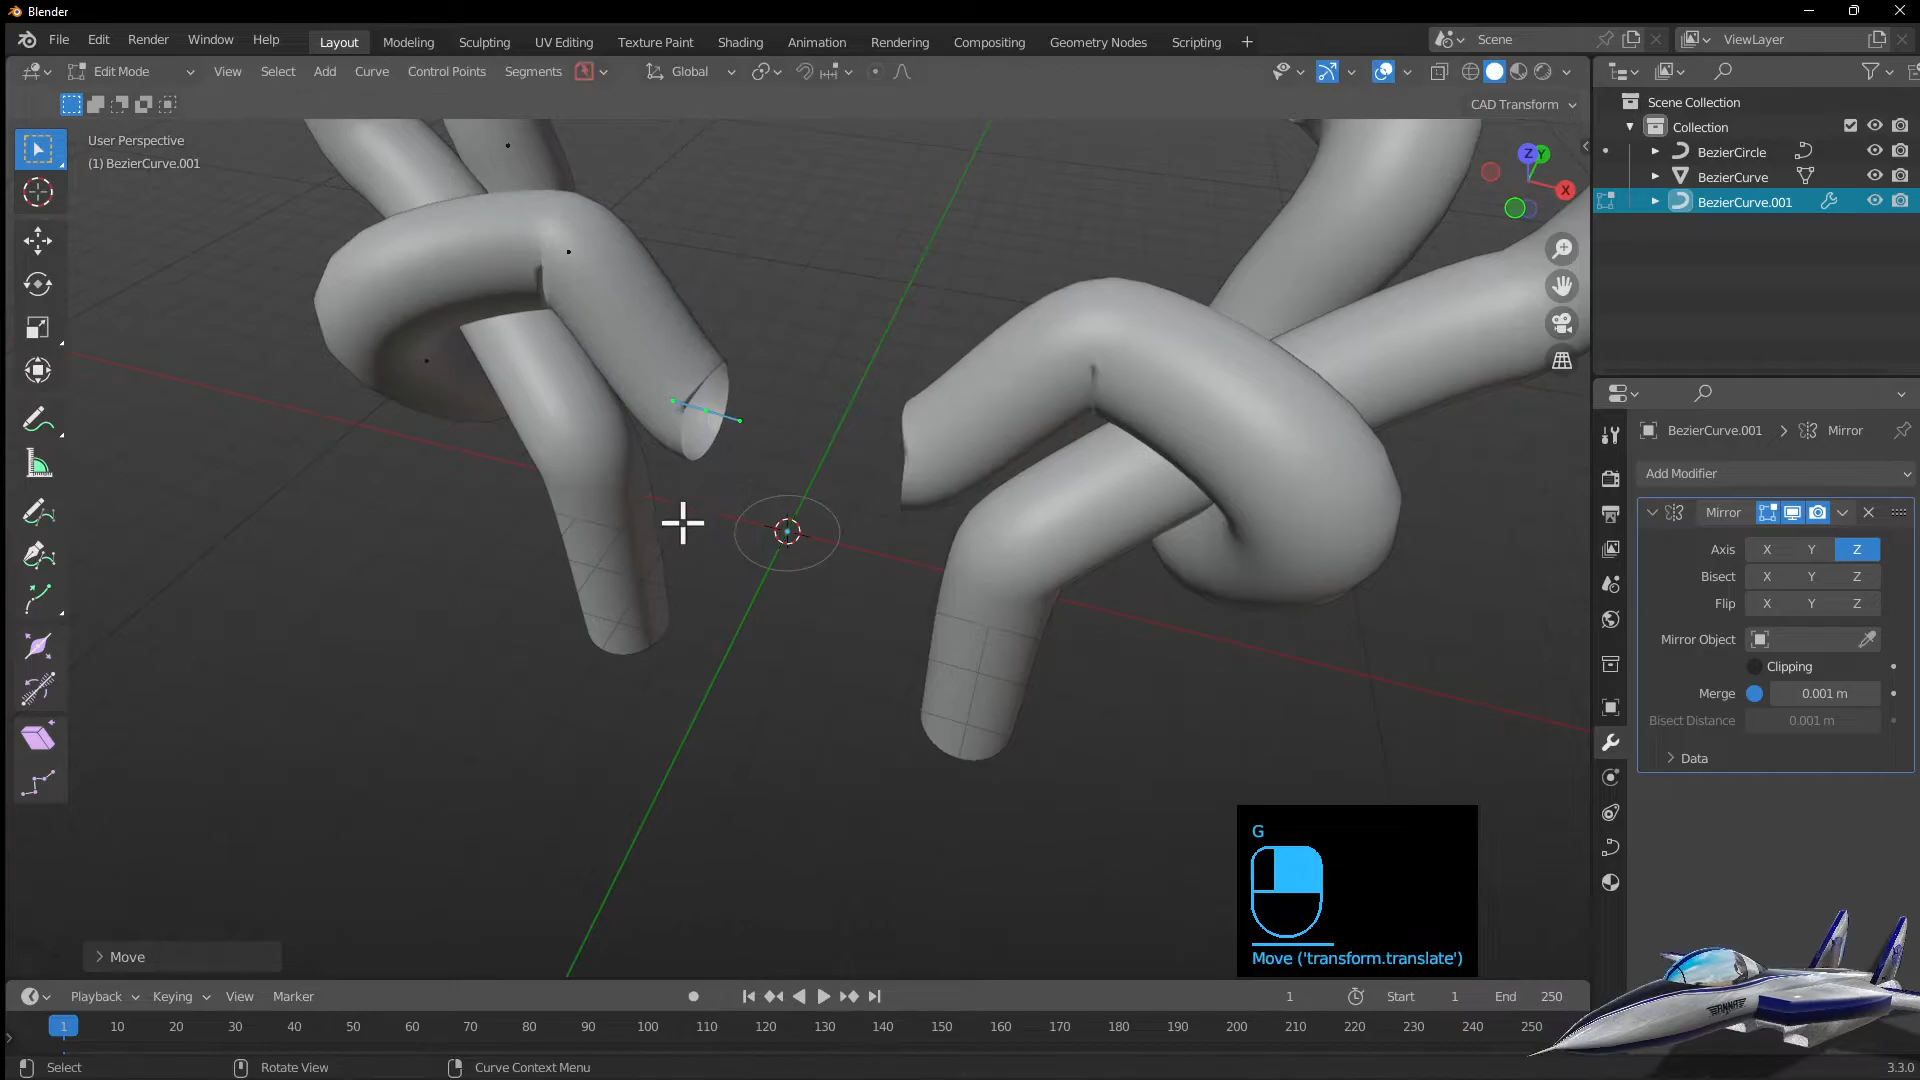 Blender
File Edit Render Window Help Layout Modeling Sculpting UV Editing Texture Paint Shading Animation Rendering Compositing Geometry Nodes Scripting + Scene ViewLayer
Edit Mode View Select Add Curve Control Points Segments Global
CAD Transform
User Perspective
(1) BezierCurve.001
Z Y
X
Scene Collection
Collection
BezierCircle
BezierCurve
BezierCurve.001
BezierCurve.001 > Mirror
Add Modifier
Mirror
Axis X Y Z
Bisect X Y Z
Flip X Y Z
Mirror Object
Clipping
Merge 0.001 m
Bisect Distance 0.001 m
> Data
G
Move ('transform.translate')
> Move
Playback Keying View Marker 1 Start 1 End 250
1 10 20 30 40 50 60 70 80 90 100 110 120 130 140 150 160 170 180 190 200 210 220 230 240 250
Select Rotate View Curve Context Menu 3.3.0